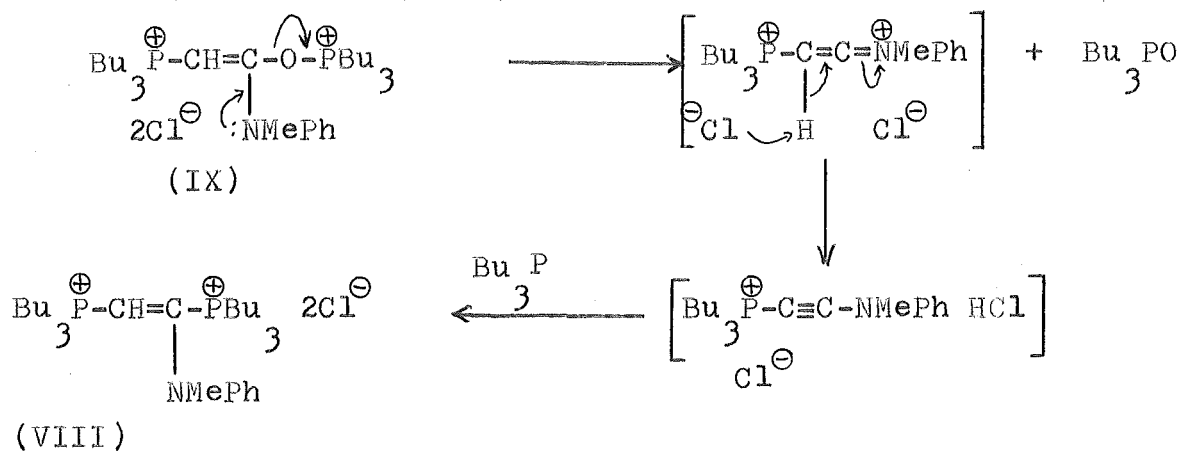 Bu₃P⊕-CH=C-O-P⊕Bu₃ → [Bu₃P⊕-C=C=N⊕MePh] + Bu₃PO
2Cl⊖ :NMePh ⊖Cl H Cl⊖
(IX)
Bu₃P
Bu₃P⊕-CH=C-P⊕Bu₃ 2Cl⊖ ← [Bu₃P⊕-C≡C-NMePh HCl]
Cl⊖
NMePh
(VIII)